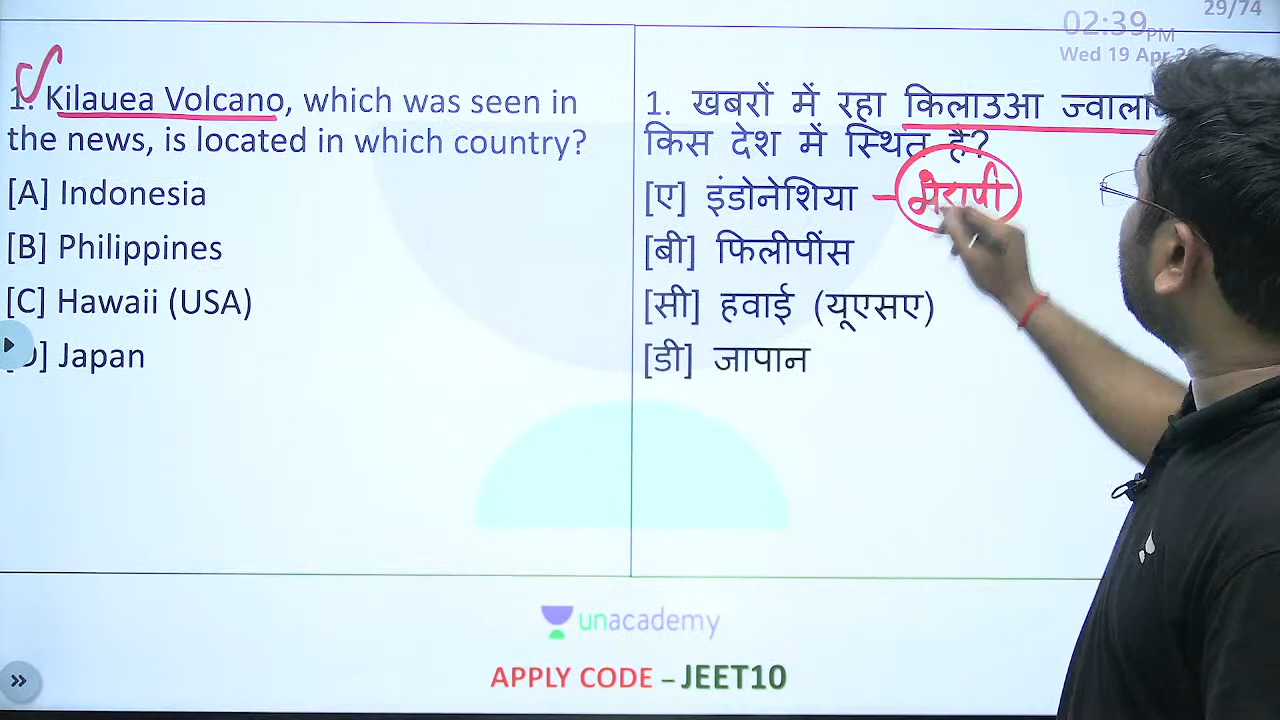 02:39 PM
29/74
Wed 19 Apr
1. Kilauea Volcano, which was seen in
the news, is located in which country?
[A] Indonesia
[B] Philippines
[C] Hawaii (USA)
] Japan
1. खबरों में रहा किलाउआ
किस देश में स्थित है?
[ए] इंडोनेशिया – मेरापी
[बी] फिलीपींस
[सी] हवाई (यूएसए)
[डी] जापान
unacademy
APPLY CODE – JEET10